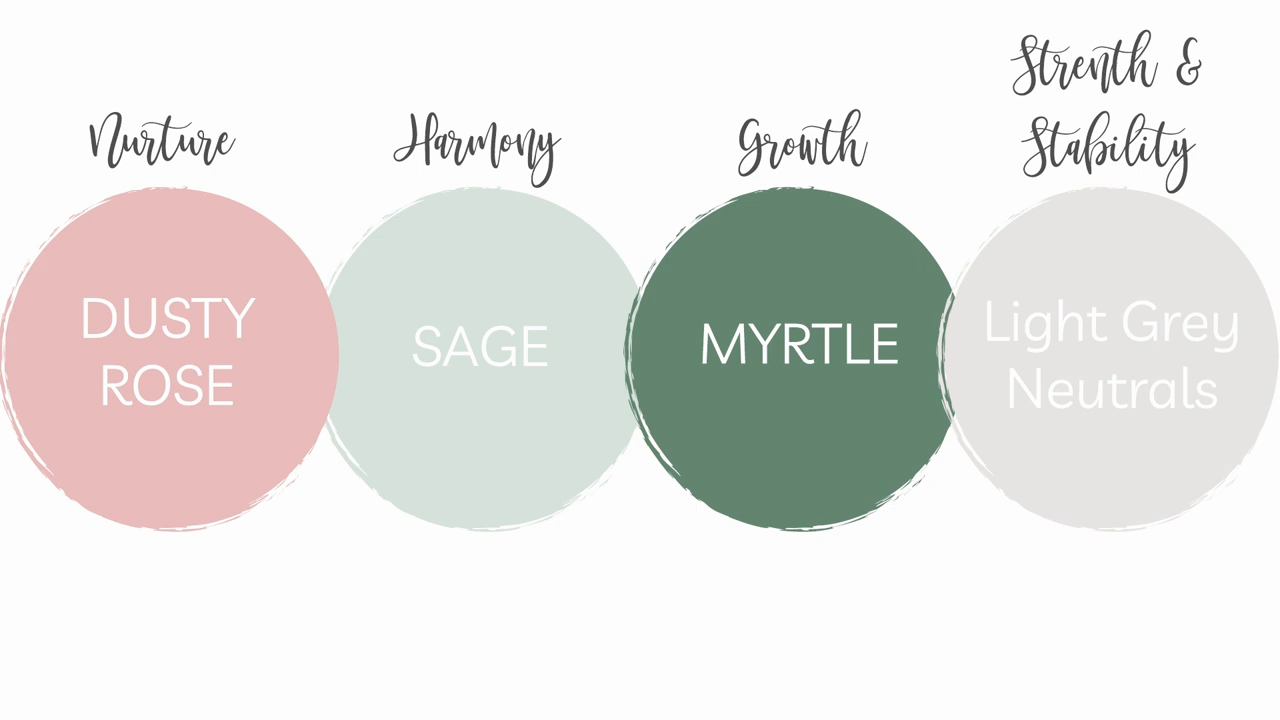 Nurture
DUSTY
ROSE
Harmony
SAGE
Growth
MYRTLE
Strenth &
Stability
Light Grey
Neutrals